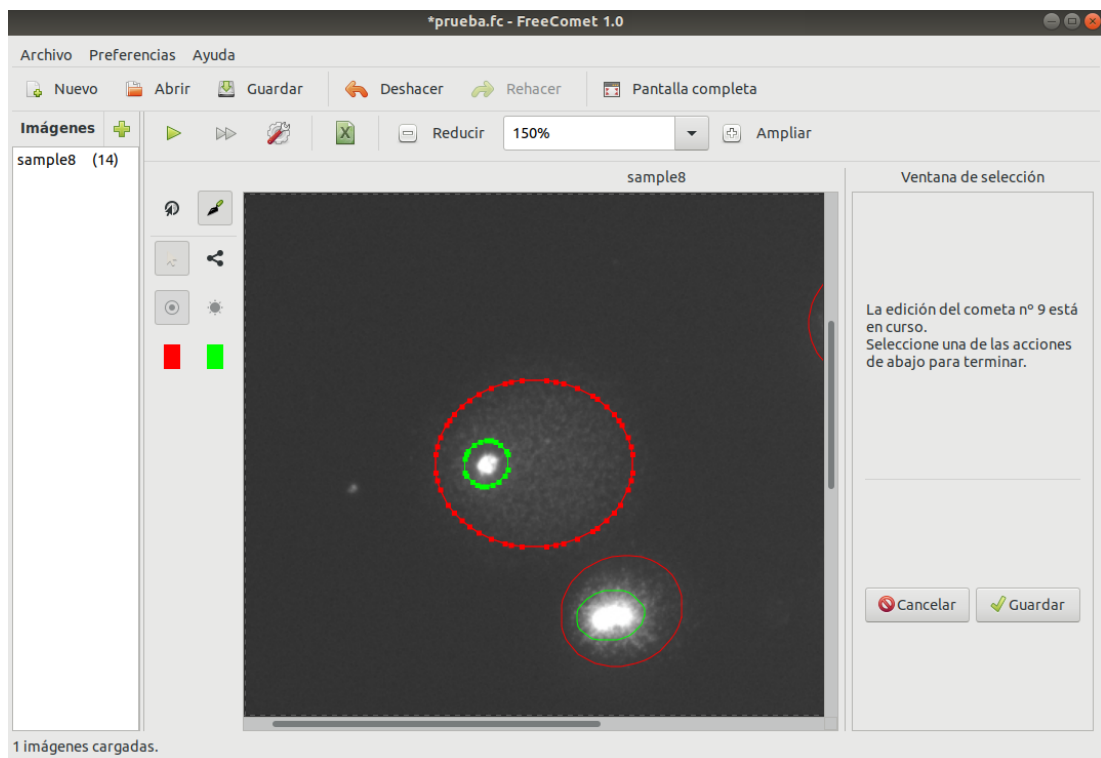 *prueba.fc - FreeComet 1.0
Archivo Preferencias Ayuda
Nuevo Abrir Guardar Deshacer Rehacer Pantalla completa
Imágenes Reducir 150% Ampliar
sample8 (14)
sample8 Ventana de selección
La edición del cometa nº 9 está
en curso.
Seleccione una de las acciones
de abajo para terminar.
Cancelar Guardar
1 imágenes cargadas.